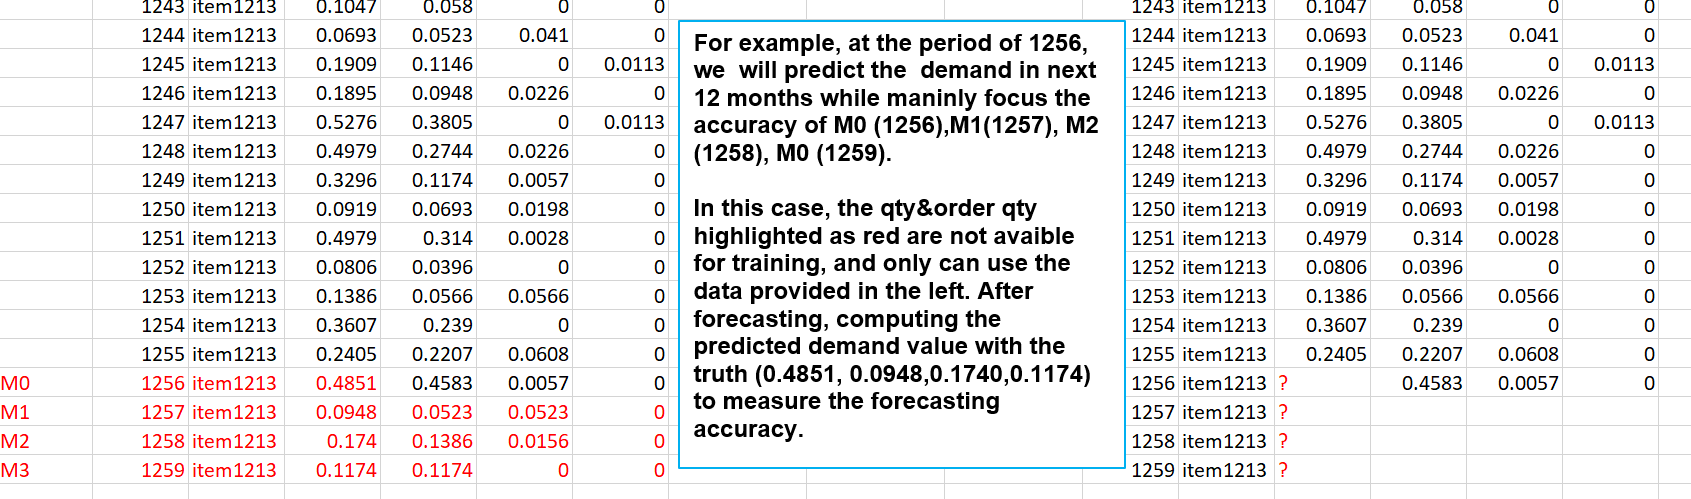 1243 item1213 0.1047 0.058 0 0
1244 item1213 0.0693 0.0523 0.041 0
1245 item1213 0.1909 0.1146 0 0.0113
1246 item1213 0.1895 0.0948 0.0226 0
1247 item1213 0.5276 0.3805 0 0.0113
1248 item1213 0.4979 0.2744 0.0226 0
1249 item1213 0.3296 0.1174 0.0057 0
1250 item1213 0.0919 0.0693 0.0198 0
1251 item1213 0.4979 0.314 0.0028 0
1252 item1213 0.0806 0.0396 0 0
1253 item1213 0.1386 0.0566 0.0566 0
1254 item1213 0.3607 0.239 0 0
1255 item1213 0.2405 0.2207 0.0608 0
M0 1256 item1213 0.4851 0.4583 0.0057 0
M1 1257 item1213 0.0948 0.0523 0.0523 0
M2 1258 item1213 0.174 0.1386 0.0156 0
M3 1259 item1213 0.1174 0.1174 0 0
For example, at the period of 1256,
we will predict the demand in next
12 months while maninly focus the
accuracy of M0 (1256),M1(1257), M2
(1258), M0 (1259).
In this case, the qty&order qty
highlighted as red are not avaible
for training, and only can use the
data provided in the left. After
forecasting, computing the
predicted demand value with the
truth (0.4851, 0.0948,0.1740,0.1174)
to measure the forecasting
accuracy.
1243 item1213 0.1047 0.058 0 0
1244 item1213 0.0693 0.0523 0.041 0
1245 item1213 0.1909 0.1146 0 0.0113
1246 item1213 0.1895 0.0948 0.0226 0
1247 item1213 0.5276 0.3805 0 0.0113
1248 item1213 0.4979 0.2744 0.0226 0
1249 item1213 0.3296 0.1174 0.0057 0
1250 item1213 0.0919 0.0693 0.0198 0
1251 item1213 0.4979 0.314 0.0028 0
1252 item1213 0.0806 0.0396 0 0
1253 item1213 0.1386 0.0566 0.0566 0
1254 item1213 0.3607 0.239 0 0
1255 item1213 0.2405 0.2207 0.0608 0
1256 item1213 ? 0.4583 0.0057 0
1257 item1213 ?
1258 item1213 ?
1259 item1213 ?